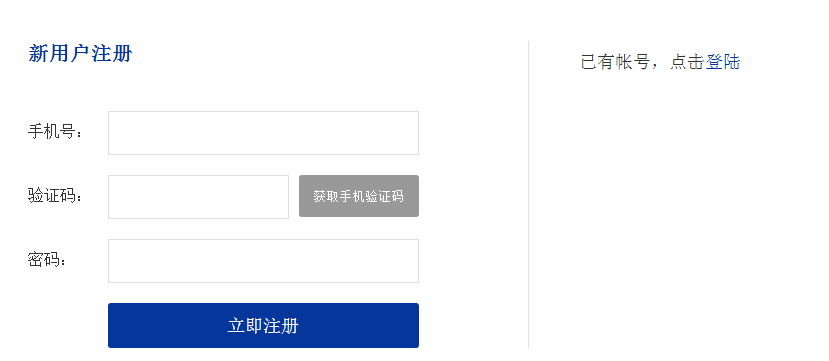 新用户注册
手机号：
验证码：
获取手机验证码
密码：
立即注册
已有帐号，点击登陆